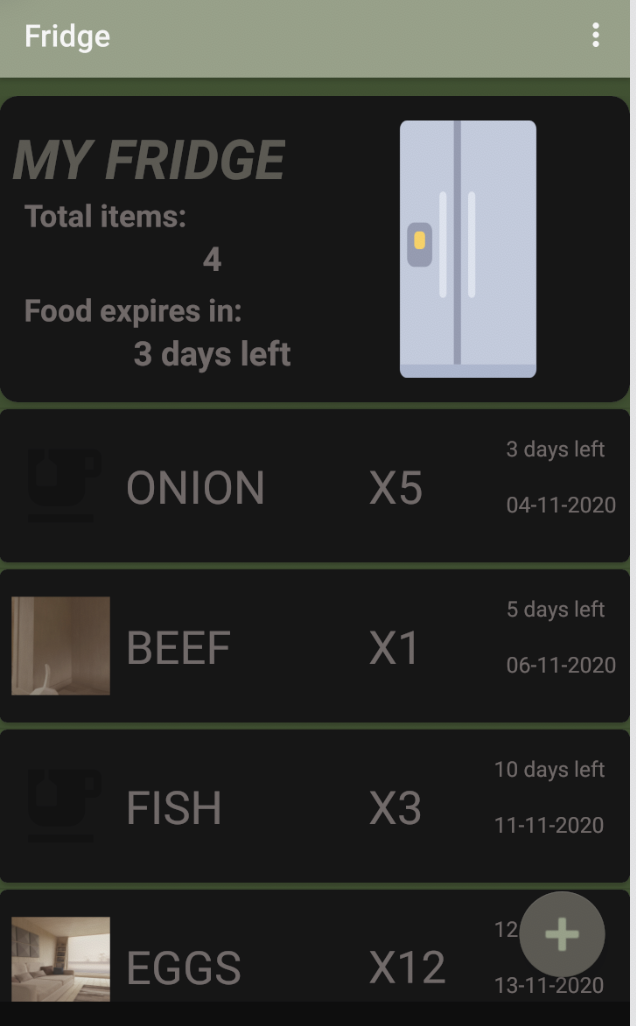 Fridge
MY FRIDGE
Total items:
4
Food expires in:
3 days left
ONION X5 3 days left
04-11-2020
BEEF X1 5 days left
06-11-2020
FISH X3 10 days left
11-11-2020
EGGS X12 12
13-11-2020